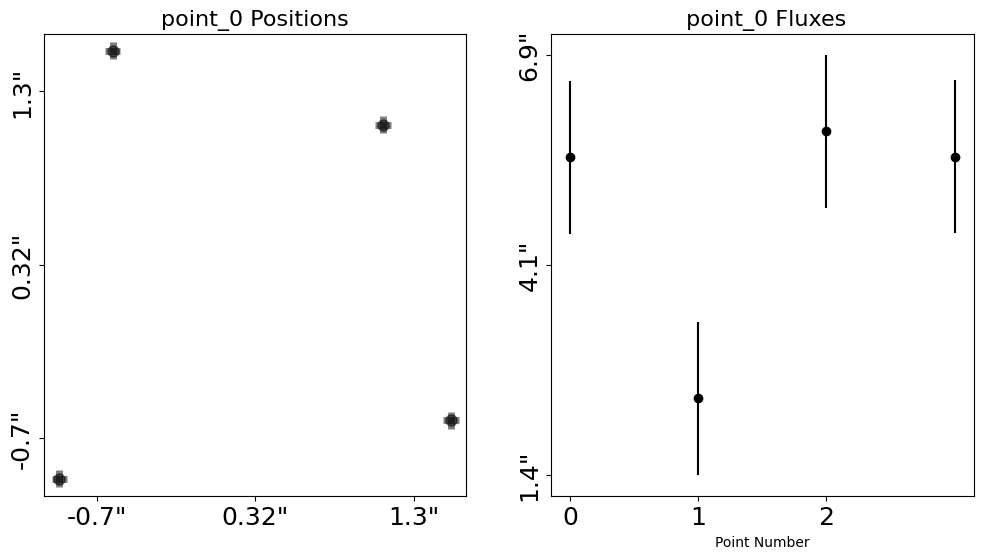 point_0 Positions
1.3"
0.32"
-0.7"
-0.7" 0.32" 1.3"
point_0 Fluxes
6.9"
4.1"
1.4"
0 1 2
Point Number